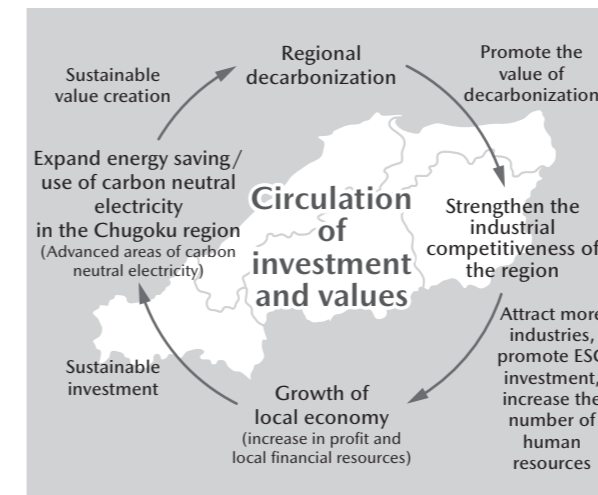 Regional
decarbonization
Promote the
value of
decarbonization
Strengthen the
industrial
competitiveness of
the region
Attract more
industries,
promote ESG
investment,
increase the
number of
human
resources
Growth of
local economy
(increase in profit and
local financial resources)
Sustainable
investment
Expand energy saving/
use of carbon neutral
electricity
in the Chugoku region
(Advanced areas of carbon
neutral electricity)
Sustainable
value creation
Circulation
of
investment
and values